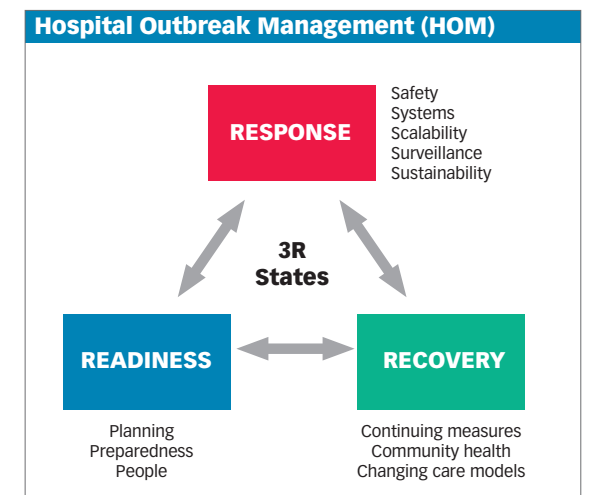 Hospital Outbreak Management (HOM)
RESPONSE
Safety
Systems
Scalability
Surveillance
Sustainability
3R
States
READINESS
RECOVERY
Planning
Preparedness
People
Continuing measures
Community health
Changing care models